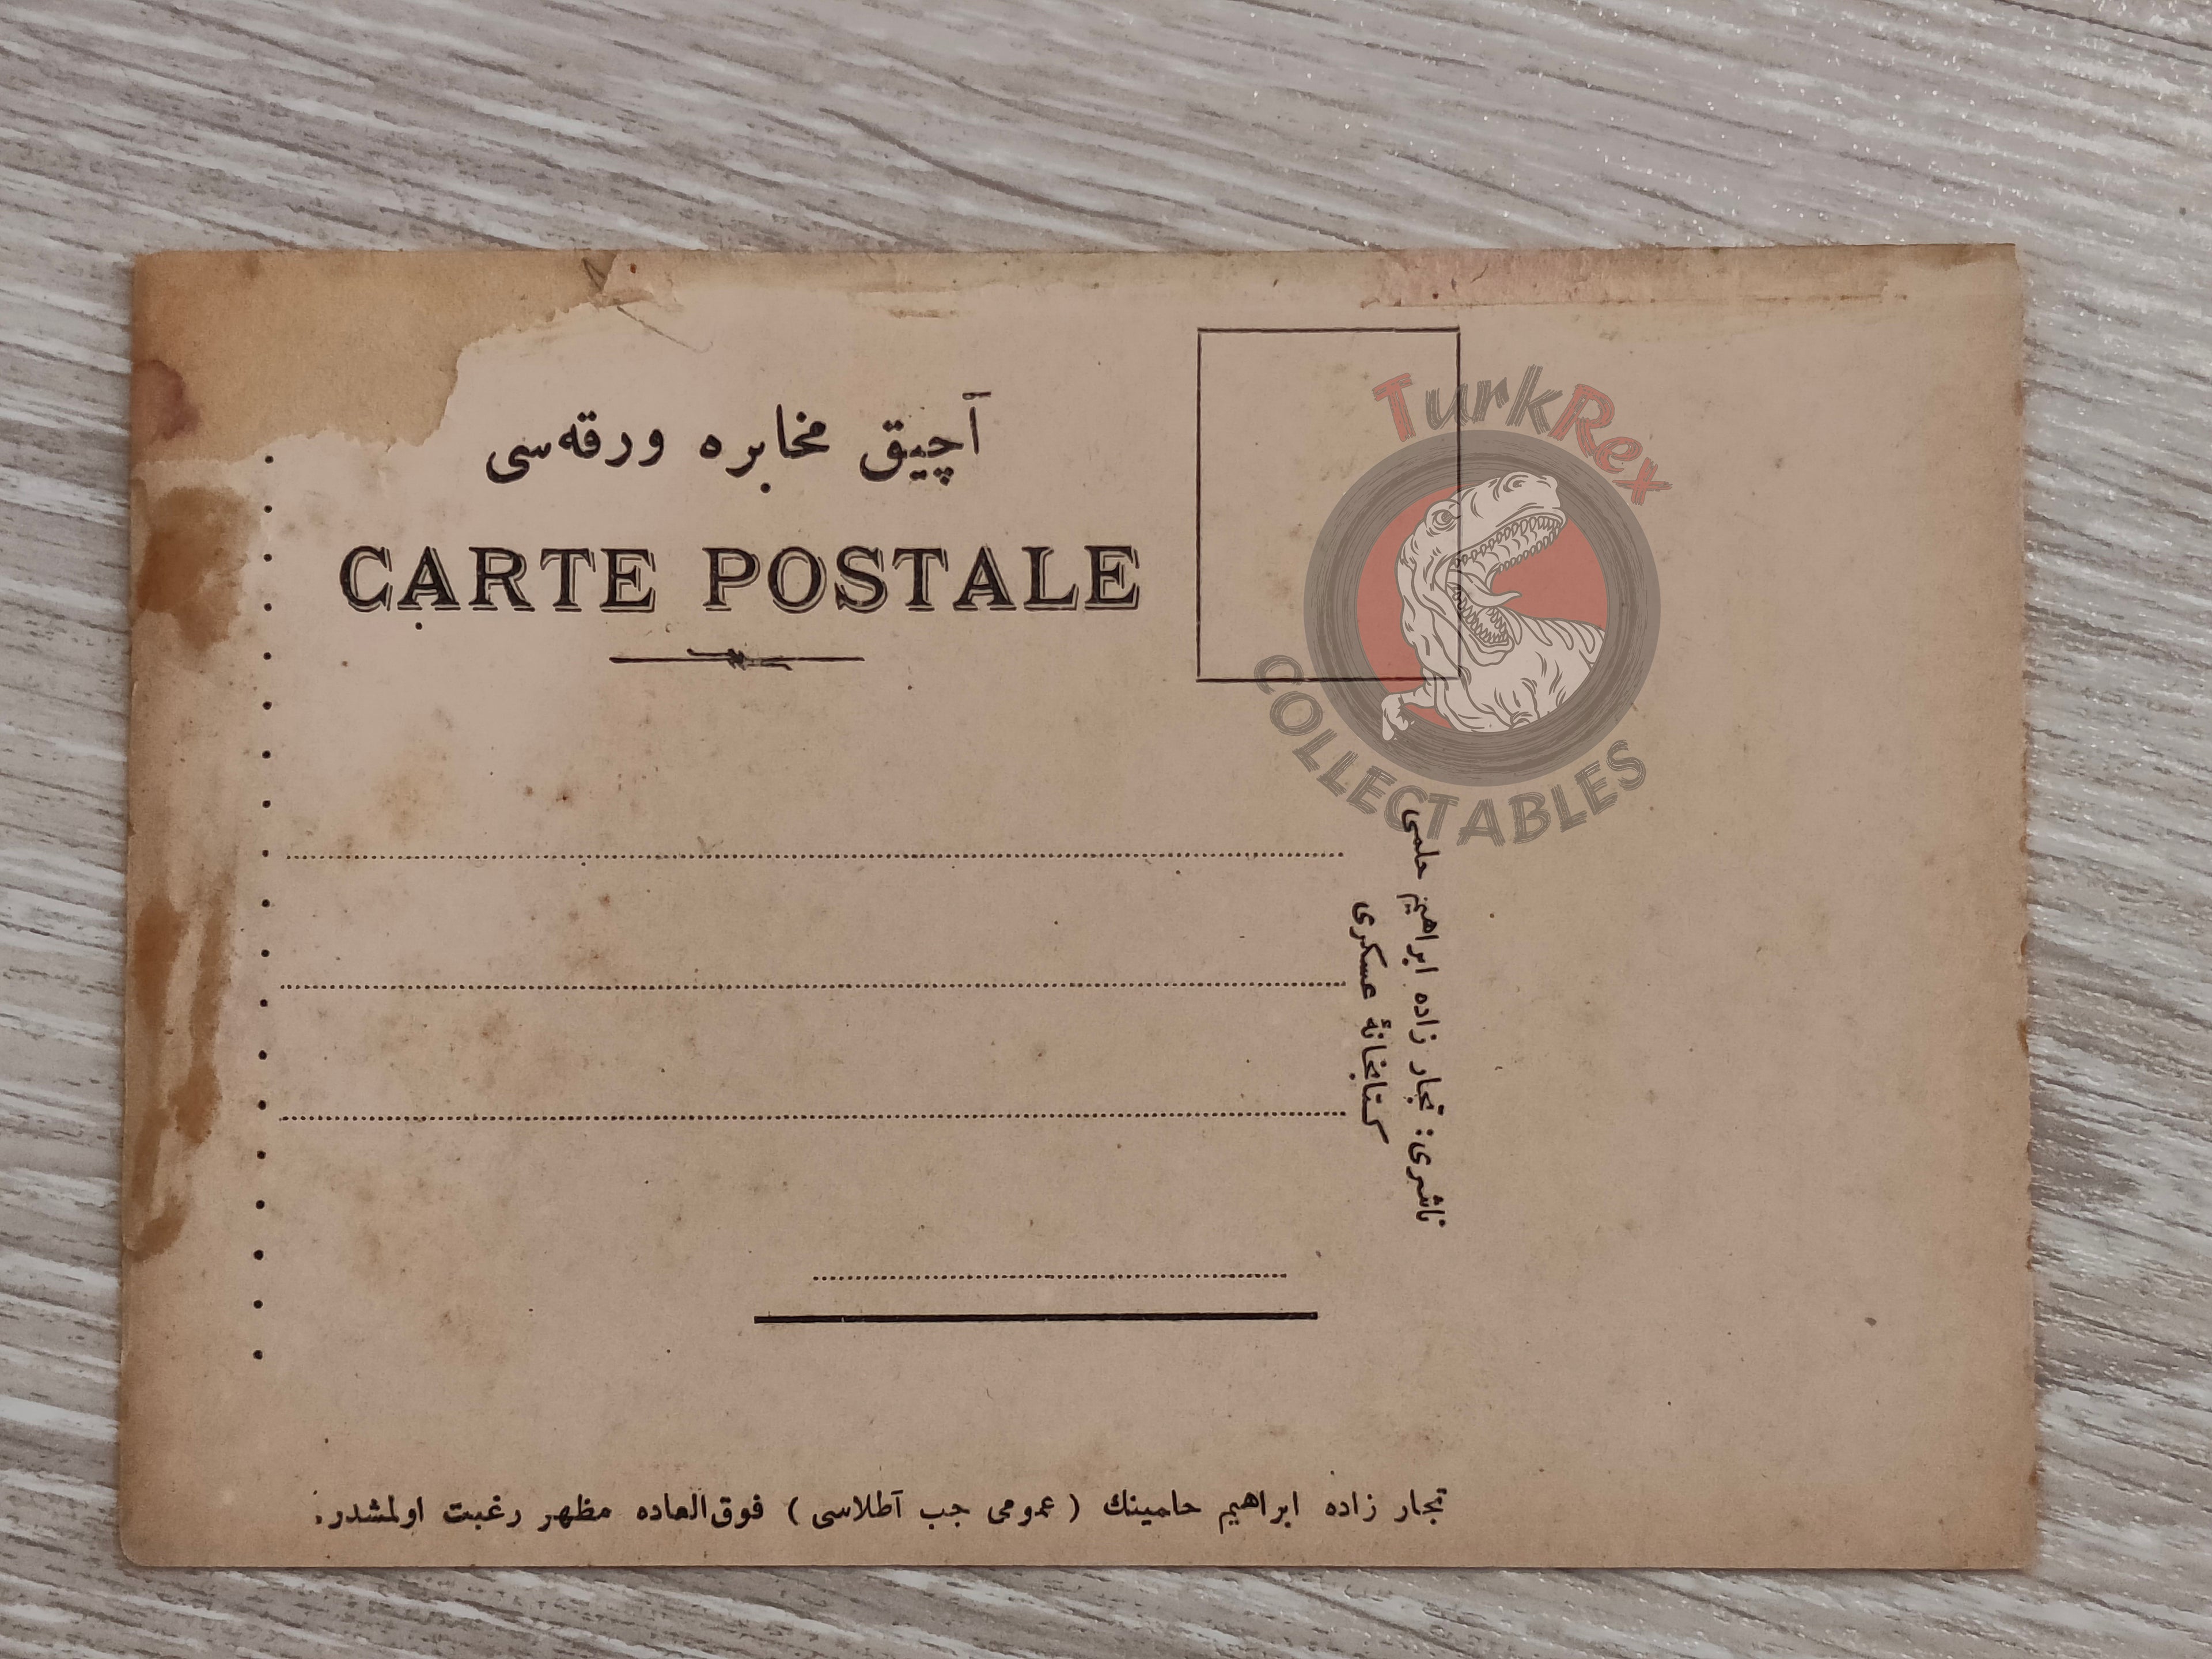 آچیق مخابره ورقه‌سی
CARTE POSTALE
TurkRex
COLLECTABLES
ناشری: تجار زاده ابراهیم حلمی
کتابخانهٔ عسکری
تجار زاده ابراهیم حلمینك ( عمومی جب آطلاسی ) فوق‌العاده مظهر رغبت اولمشدر.